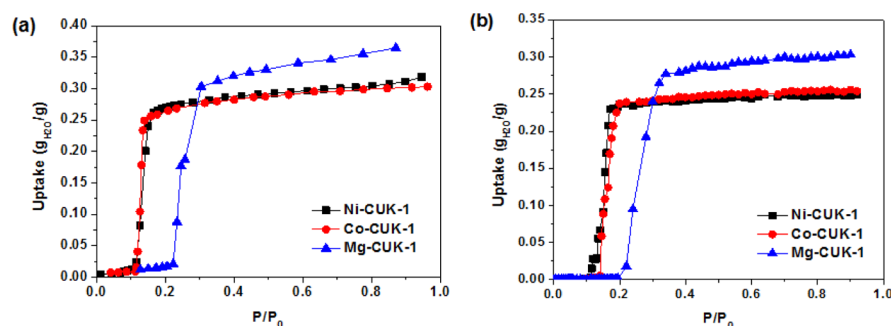 (a)
0.40
0.35
0.30
0.25
0.20
0.15
0.10
0.05
0.00
Uptake (g_H2O/g)
Ni-CUK-1
Co-CUK-1
Mg-CUK-1
0.0 0.2 0.4 0.6 0.8 1.0
P/P₀
(b)
0.35
0.30
0.25
0.20
0.15
0.10
0.05
0.00
Uptake (g_H2O/g)
Ni-CUK-1
Co-CUK-1
Mg-CUK-1
0.0 0.2 0.4 0.6 0.8 1.0
P/P₀